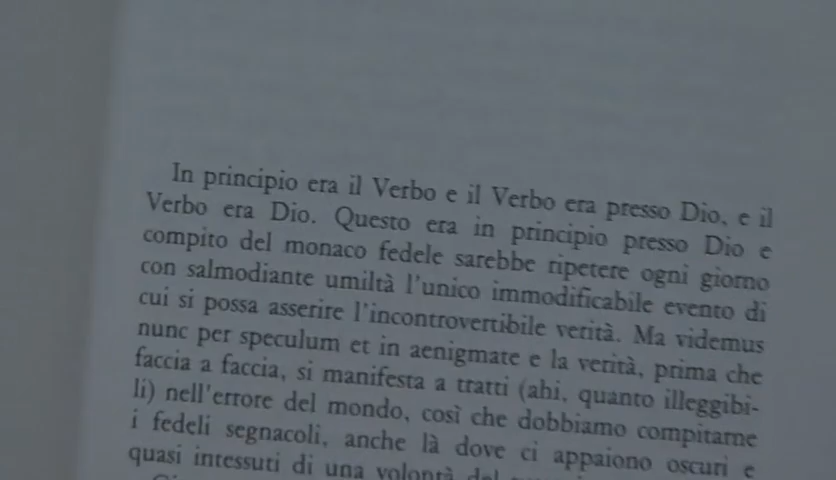 In principio era il Verbo e il Verbo era presso Dio, e il
Verbo era Dio. Questo era in principio presso Dio e
compito del monaco fedele sarebbe ripetere ogni giorno
con salmodiante umiltà l'unico immodificabile evento di
cui si possa asserire l'incontrovertibile verità. Ma videmus
nunc per speculum et in aenigmate e la verità, prima che
faccia a faccia, si manifesta a tratti (ahi, quanto illeggibi-
li) nell'errore del mondo, così che dobbiamo compitarne
i fedeli segnacoli, anche là dove ci appaiono oscuri e
quasi intessuti di una volontà del